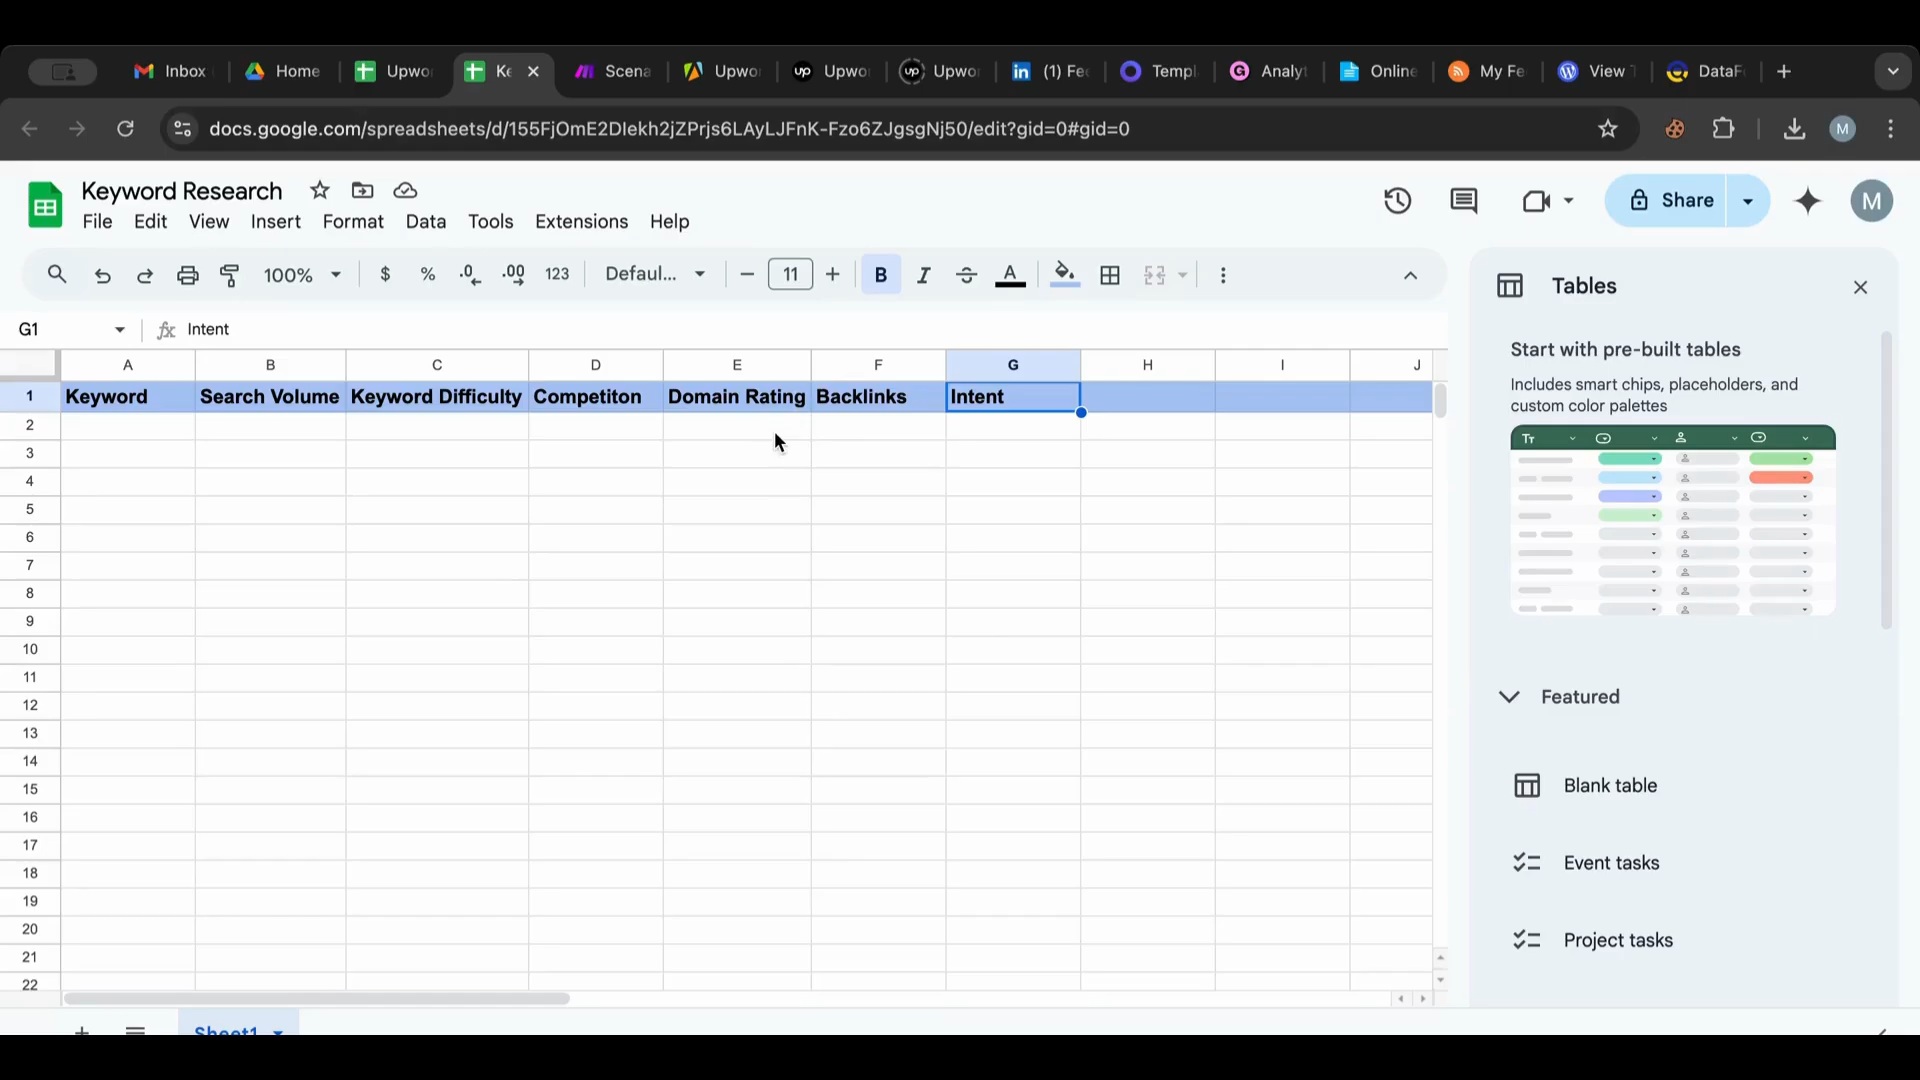 Inbox
Home
Upwo
Ke
Scena
Upwo
Upwo
Upwo
(1) Fe
Templ
Analyt
Online
My Fe
View
DataF
docs.google.com/spreadsheets/d/155FjOmE2DIekh2jZPrjs6LAyLJFnK-Fzo6ZJgsgNj50/edit?gid=0#gid=0
M
Keyword Research
Share
M
File Edit View Insert Format Data Tools Extensions Help
100% $ % .0 .00 123 Defaul... 11 B I A
G1 fx Intent
A B C D E F G H I J
1 Keyword Search Volume Keyword Difficulty Competiton Domain Rating Backlinks Intent
2
3
4
5
6
7
8
9
10
11
12
13
14
15
16
17
18
19
20
21
22
Sheet1
Tables
Start with pre-built tables
Includes smart chips, placeholders, and
custom color palettes
Tт
Featured
Blank table
Event tasks
Project tasks